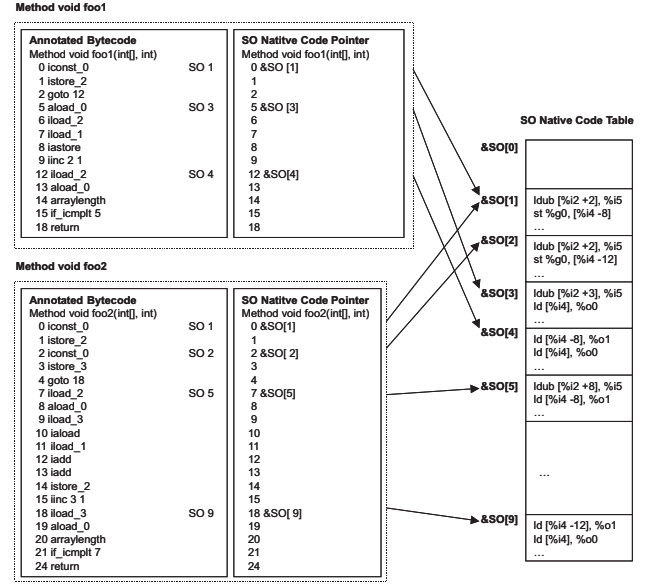 Method void foo1
Annotated Bytecode
Method void foo1(int[], int)
0 iconst_0 SO 1
1 istore_2
2 goto 12
5 aload_0 SO 3
6 iload_2
7 iload_1
8 iastore
9 iinc 2 1
12 iload_2 SO 4
13 aload_0
14 arraylength
15 if_icmplt 5
18 return
SO Natitve Code Pointer
Method void foo1(int[], int)
0 &SO [1]
1
2
5 &SO [3]
6
7
8
9
12 &SO[4]
13
14
15
18
Method void foo2
Annotated Bytecode
Method void foo2(int[], int)
0 iconst_0 SO 1
1 istore_2
2 iconst_0 SO 2
3 istore_3
4 goto 18
7 iload_2 SO 5
8 aload_0
9 iload_3
10 iaload
11 iload_1
12 iadd
13 iadd
14 istore_2
15 iinc 3 1
18 iload_3 SO 9
19 aload_0
20 arraylength
21 if_icmplt 7
24 return
SO Natitve Code Pointer
Method void foo2(int[], int)
0 &SO[1]
1
2 &SO[ 2]
3
4
7 &SO[5]
8
9
10
11
12
13
14
15
18 &SO[ 9]
19
20
21
24
SO Native Code Table
&SO[0]
&SO[1]
ldub [%i2 +2], %i5
st %g0, [%i4 -8]
...
&SO[2]
ldub [%i2 +2], %i5
st %g0, [%i4 -12]
...
&SO[3]
ldub [%i2 +3], %i5
ld [%i4], %o0
...
&SO[4]
ld [%i4 -8], %o1
ld [%i4], %o0
...
&SO[5]
ldub [%i2 +8], %i5
ld [%i4 -8], %o1
...
...
&SO[9]
ld [%i4 -12], %o1
ld [%i4], %o0
...